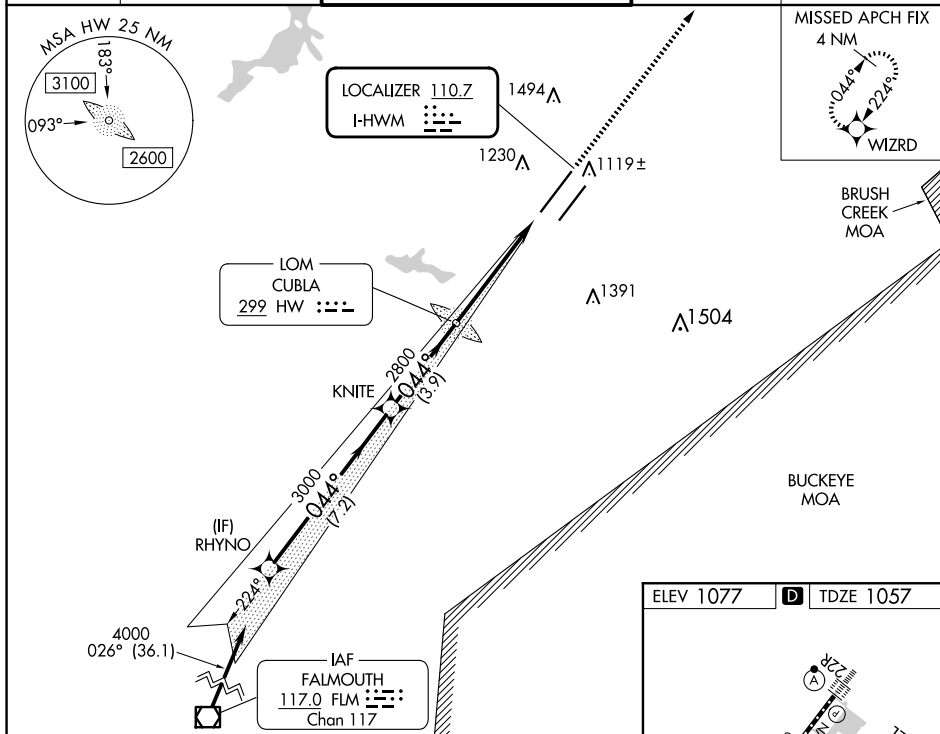 MSA HW 25 NM
183°
3100
093°
2600
LOCALIZER 110.7
I-HWM
1494
1230
1119±
MISSED APCH FIX
4 NM
044°
224°
WIZRD
BRUSH
CREEK
MOA
LOM
CUBLA
299 HW
1391
1504
2800
044°
(3.9)
KNITE
3000
044°
(7.2)
(IF)
RHYNO
224°
BUCKEYE
MOA
4000
026° (36.1)
IAF
FALMOUTH
117.0 FLM
Chan 117
ELEV 1077
D
TDZE 1057
22R
A
P